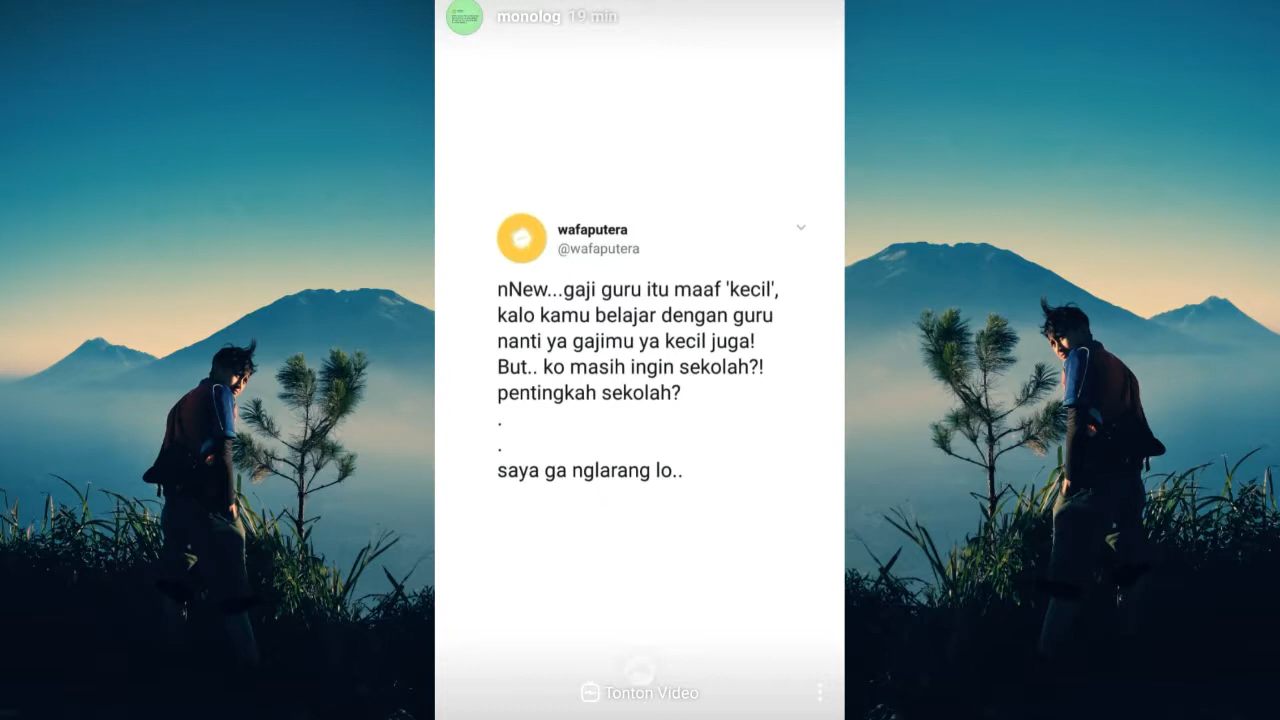 monolog 19 min
wafaputera
@wafaputera
nNew...gaji guru itu maaf 'kecil',
kalo kamu belajar dengan guru
nanti ya gajimu ya kecil juga!
But.. ko masih ingin sekolah?!
pentingkah sekolah?
.
.
saya ga nglarang lo..
Tonton Video